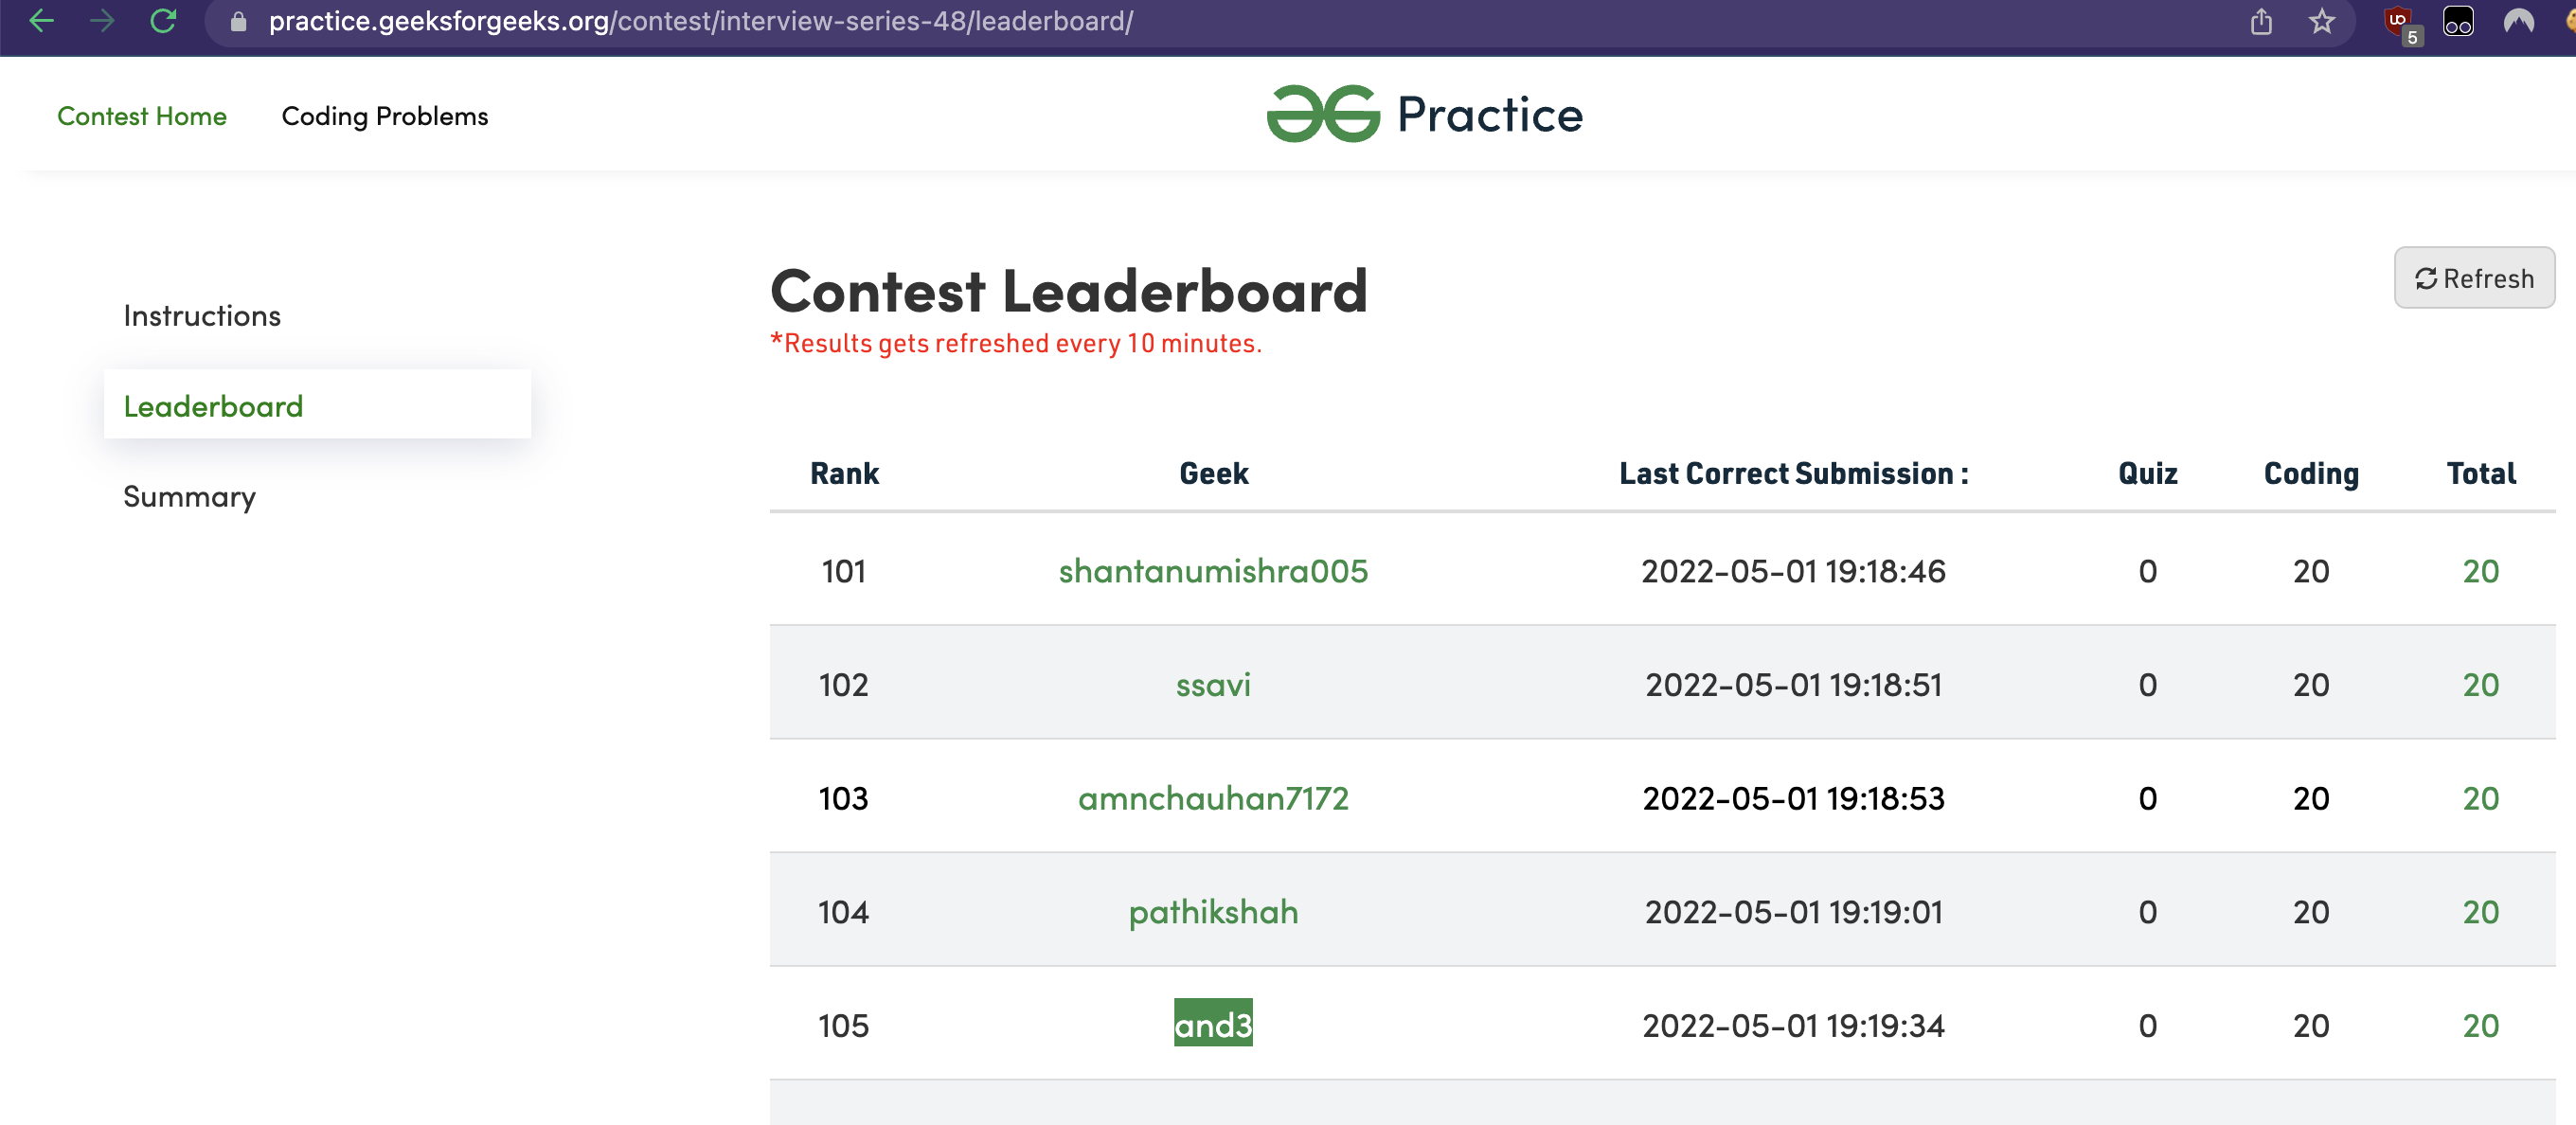 practice.geeksforgeeks.org/contest/interview-series-48/leaderboard/
5
Contest Home Coding Problems Practice
Refresh
Contest Leaderboard
*Results gets refreshed every 10 minutes.
Instructions
Leaderboard
Summary
Rank Geek Last Correct Submission : Quiz Coding Total
101 shantanumishra005 2022-05-01 19:18:46 0 20 20
102 ssavi 2022-05-01 19:18:51 0 20 20
103 amnchauhan7172 2022-05-01 19:18:53 0 20 20
104 pathikshah 2022-05-01 19:19:01 0 20 20
105 and3 2022-05-01 19:19:34 0 20 20